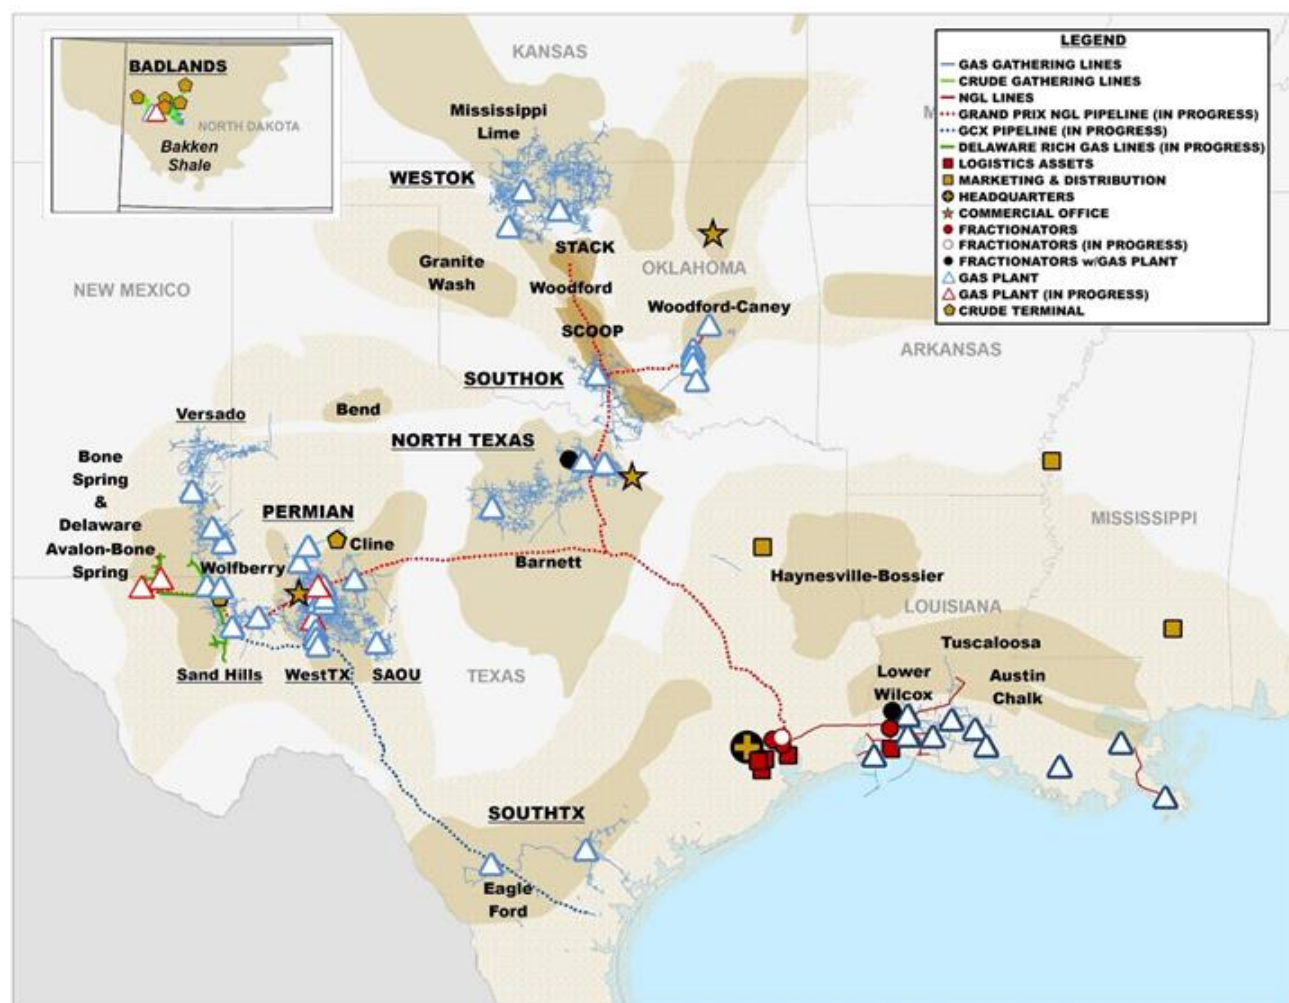 KANSAS
BADLANDS
NORTH DAKOTA
Bakken
Shale
Mississippi
Lime
WESTOK
STACK
Granite
Wash
OKLAHOMA
Woodford
NEW MEXICO
Woodford-Caney
SCOOP
ARKANSAS
SOUTHOK
Versado
Bend
NORTH TEXAS
Bone
Spring
&
Delaware
Avalon-Bone
Spring
PERMIAN
Cline
Wolfberry
Barnett
MISSISSIPPI
Haynesville-Bossier
LOUISIANA
Tuscaloosa
Sand Hills
WestTX
SAOU
TEXAS
Lower
Wilcox
Austin
Chalk
SOUTHTX
Eagle
Ford
LEGEND
GAS GATHERING LINES
CRUDE GATHERING LINES
NGL LINES
GRAND PRIX NGL PIPELINE (IN PROGRESS)
GCX PIPELINE (IN PROGRESS)
DELAWARE RICH GAS LINES (IN PROGRESS)
LOGISTICS ASSETS
MARKETING & DISTRIBUTION
HEADQUARTERS
COMMERCIAL OFFICE
FRACTIONATORS
FRACTIONATORS (IN PROGRESS)
FRACTIONATORS w/GAS PLANT
GAS PLANT
GAS PLANT (IN PROGRESS)
CRUDE TERMINAL